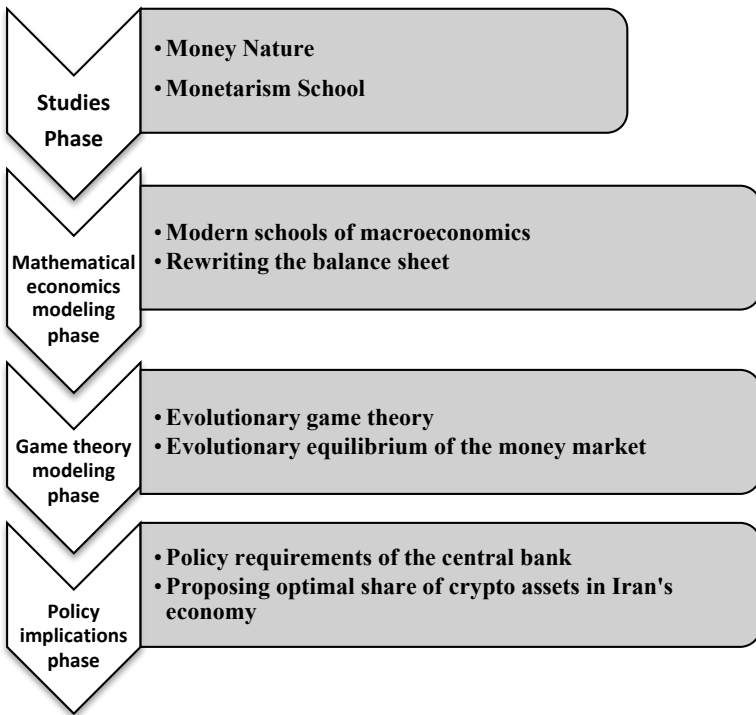 Studies
Phase
• Money Nature
• Monetarism School
Mathematical
economics
modeling
phase
• Modern schools of macroeconomics
• Rewriting the balance sheet
Game theory
modeling
phase
• Evolutionary game theory
• Evolutionary equilibrium of the money market
Policy
implications
phase
• Policy requirements of the central bank
• Proposing optimal share of crypto assets in Iran's
economy